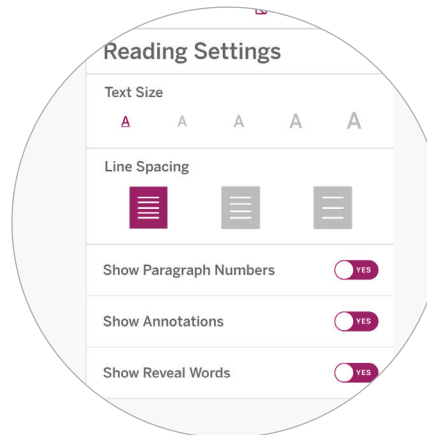 Reading Settings
Text Size
A A A A A
Line Spacing
Show Paragraph Numbers YES
Show Annotations YES
Show Reveal Words YES